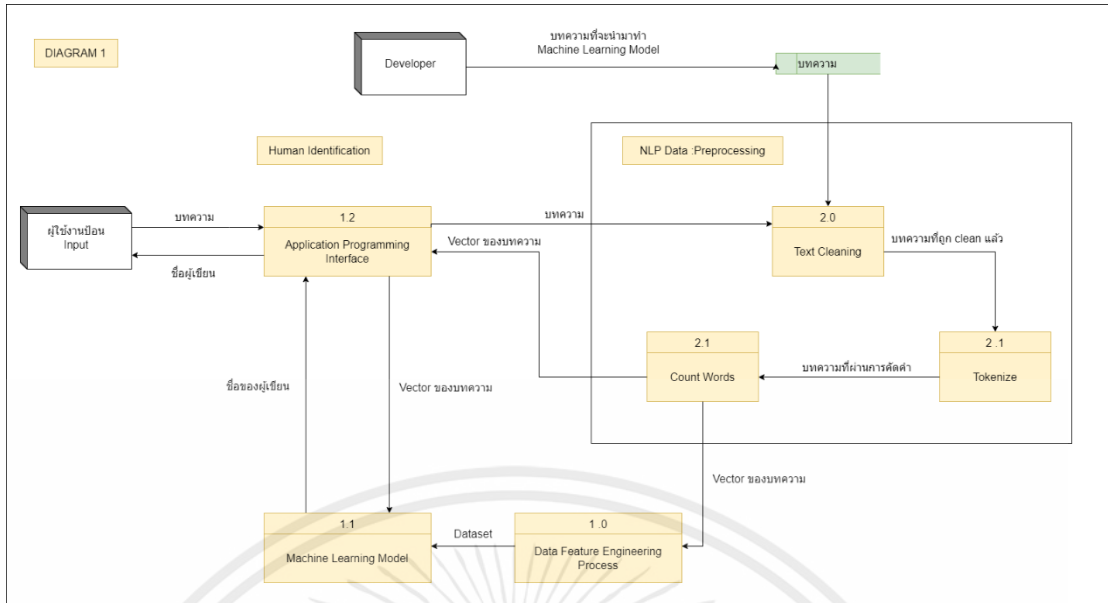 DIAGRAM 1
Developer
บทความที่จะนำมาทำ
Machine Learning Model
บทความ
Human Identification
NLP Data :Preprocessing
ผู้ใช้งานป้อน
Input
บทความ
ชื่อผู้เขียน
1.2
Application Programming
Interface
บทความ
Vector ของบทความ
2.0
Text Cleaning
บทความที่ถูก clean แล้ว
2.1
Count Words
บทความที่ผ่านการคัดคำ
2 .1
Tokenize
ชื่อของผู้เขียน
Vector ของบทความ
Vector ของบทความ
1.1
Machine Learning Model
Dataset
1 .0
Data Feature Engineering
Process